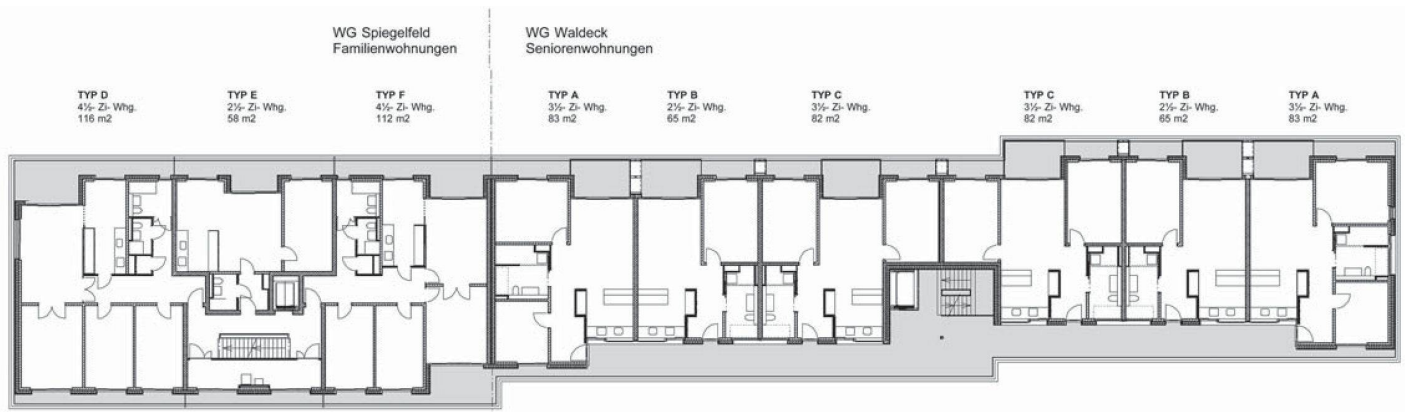 WG Spiegelfeld
Familienwohnungen
WG Waldeck
Seniorenwohnungen
TYP D
4½- Zi- Whg.
116 m2
TYP E
2½- Zi- Whg.
58 m2
TYP F
4½- Zi- Whg.
112 m2
TYP A
3½- Zi- Whg.
83 m2
TYP B
2½- Zi- Whg.
65 m2
TYP C
3½- Zi- Whg.
82 m2
TYP C
3½- Zi- Whg.
82 m2
TYP B
2½- Zi- Whg.
65 m2
TYP A
3½- Zi- Whg.
83 m2